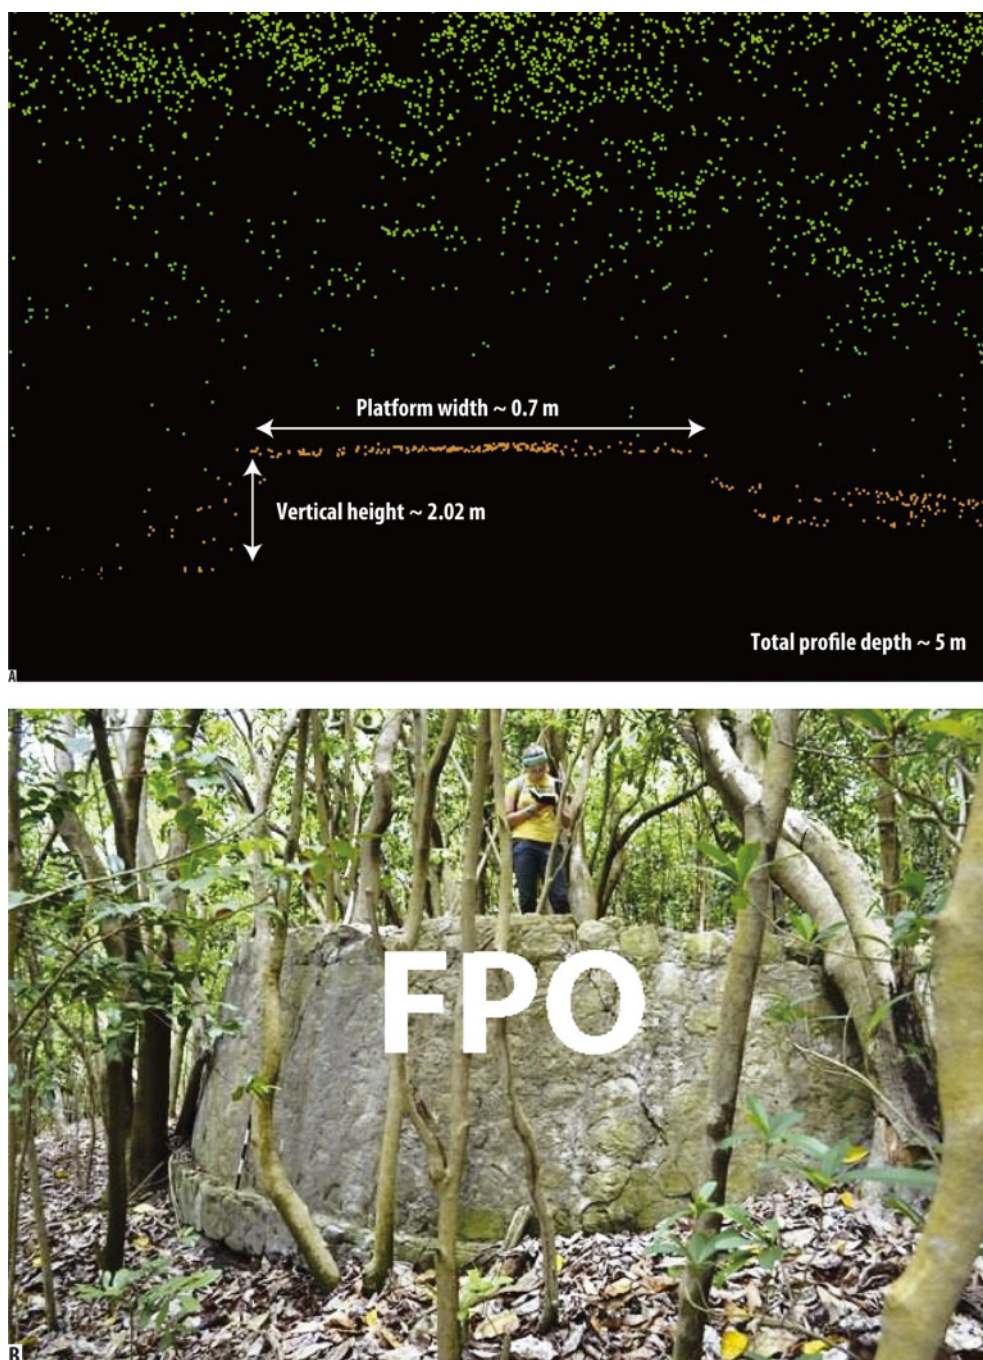 Platform width ~ 0.7 m
Vertical height ~ 2.02 m
Total profile depth ~ 5 m
A
FPO
B